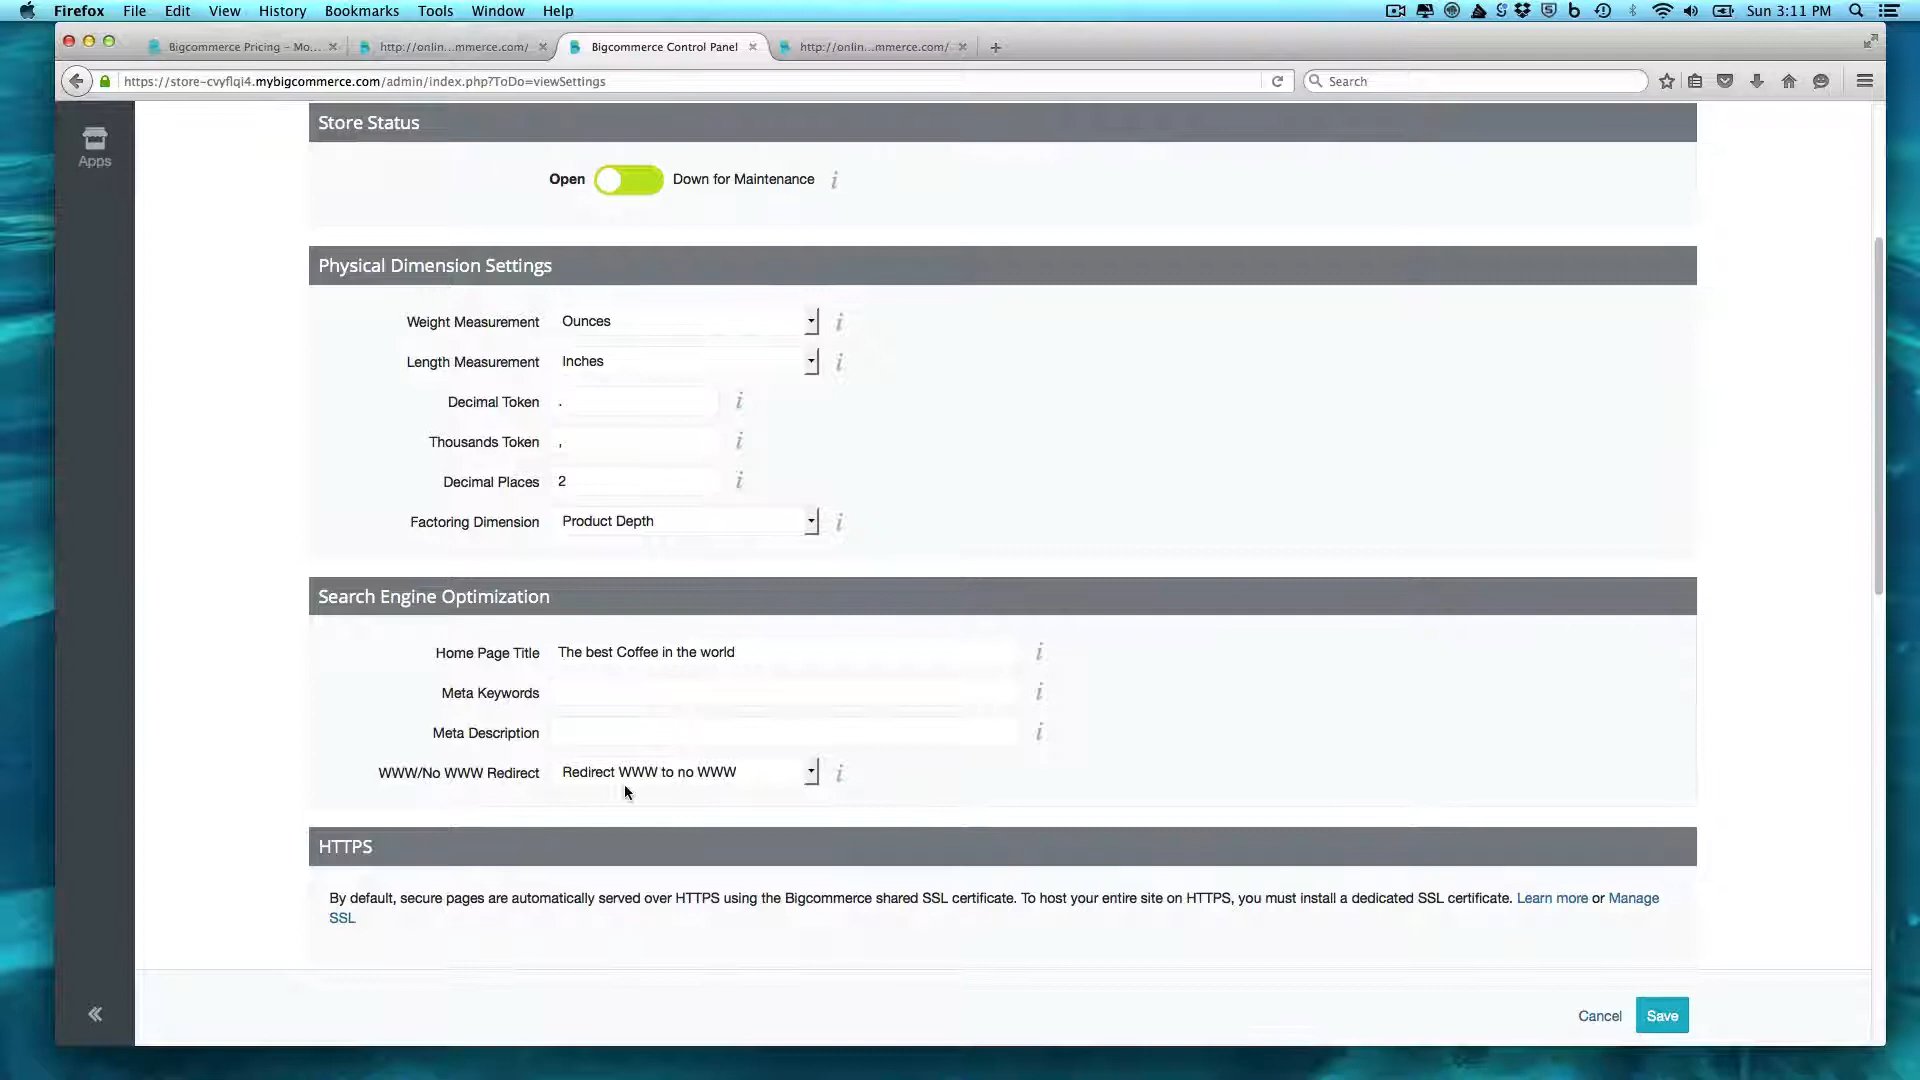 Firefox File Edit View History Bookmarks Tools Window Help Sun 3:11 PM
Bigcommerce Pricing – Mo... http://onlin...mmerce.com/ Bigcommerce Control Panel http://onlin...mmerce.com/
https://store-cvyflqi4.mybigcommerce.com/admin/index.php?ToDo=viewSettings Search
Apps
Store Status
Open Down for Maintenance i
Physical Dimension Settings
Weight Measurement Ounces i
Length Measurement Inches i
Decimal Token . i
Thousands Token , i
Decimal Places 2 i
Factoring Dimension Product Depth i
Search Engine Optimization
Home Page Title The best Coffee in the world i
Meta Keywords i
Meta Description i
WWW/No WWW Redirect Redirect WWW to no WWW i
HTTPS
By default, secure pages are automatically served over HTTPS using the Bigcommerce shared SSL certificate. To host your entire site on HTTPS, you must install a dedicated SSL certificate. Learn more or Manage
SSL
Cancel Save